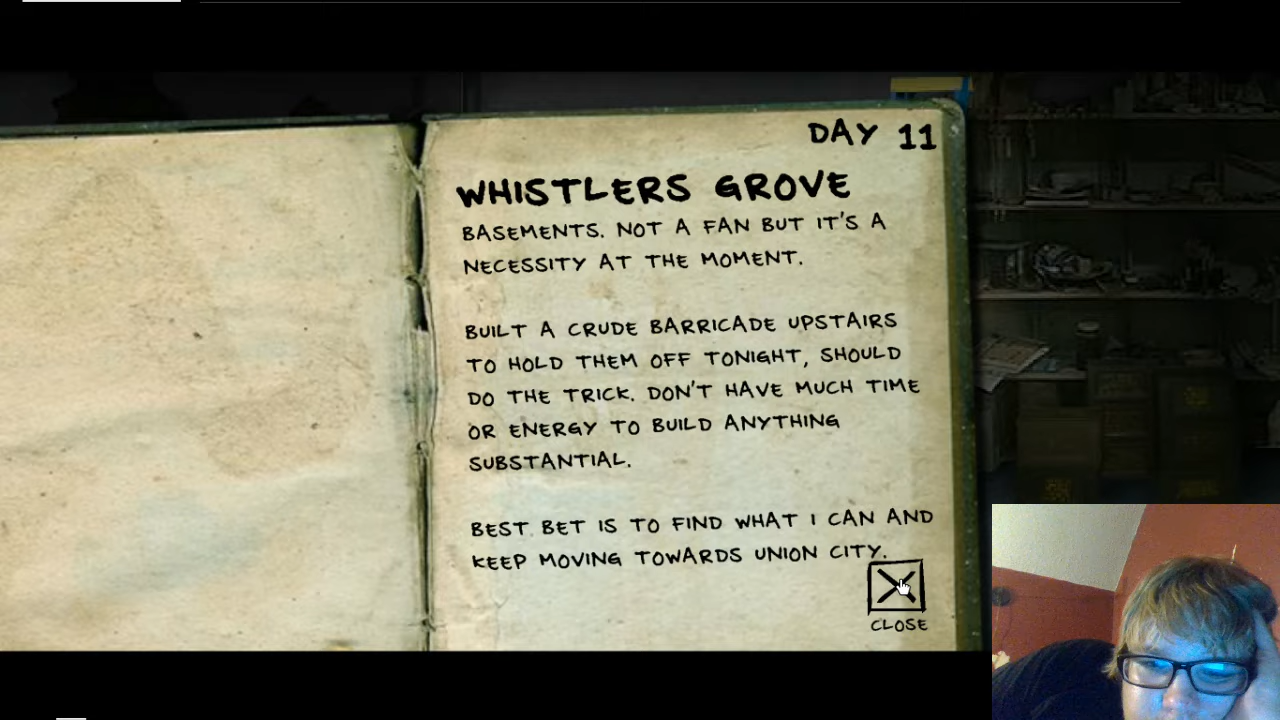 DAY 11
WHISTLERS GROVE
BASEMENTS. NOT A FAN BUT IT'S A
NECESSITY AT THE MOMENT.
BUILT A CRUDE BARRICADE UPSTAIRS
TO HOLD THEM OFF TONIGHT, SHOULD
DO THE TRICK. DON'T HAVE MUCH TIME
OR ENERGY TO BUILD ANYTHING
SUBSTANTIAL.
BEST BET IS TO FIND WHAT I CAN AND
KEEP MOVING TOWARDS UNION CITY.
CLOSE